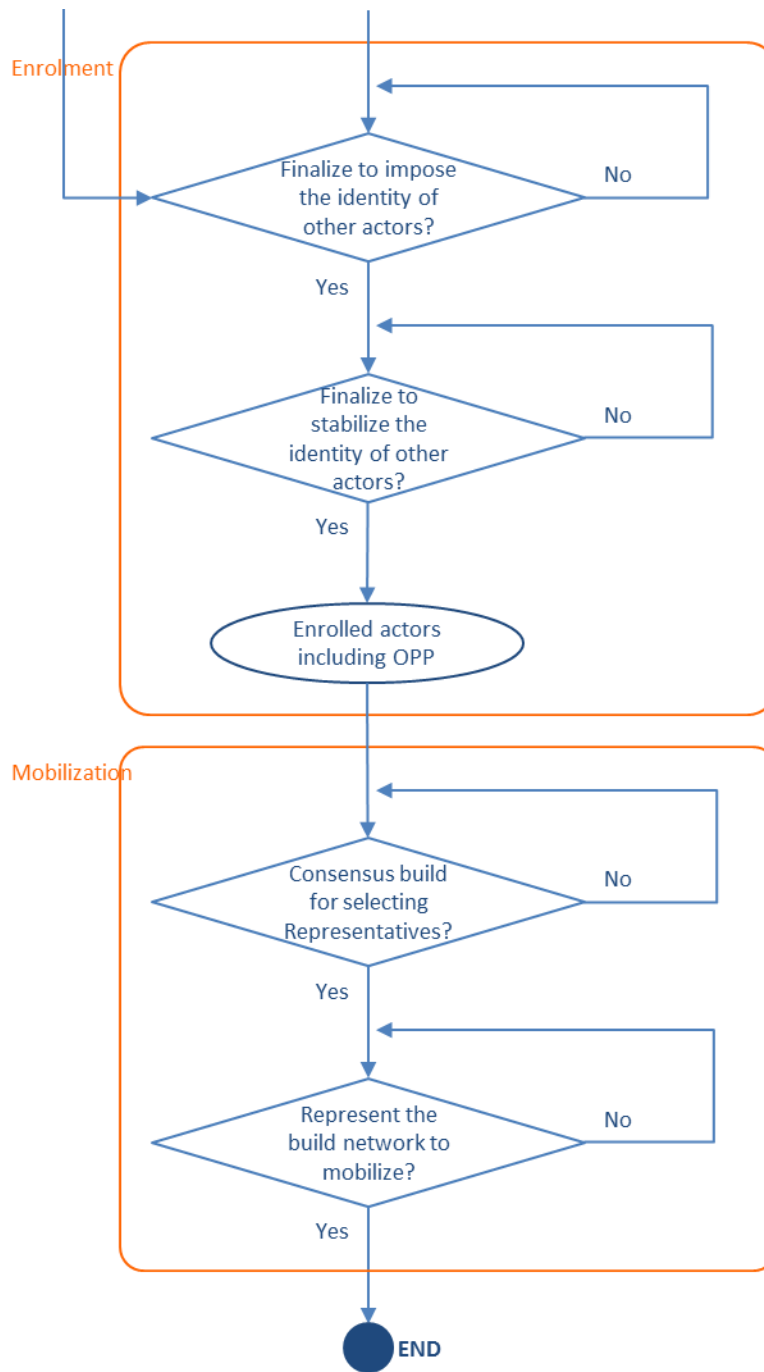 Enrolment
Finalize to impose
the identity of
other actors?
No
Yes
Finalize to
stabilize the
identity of other
actors?
No
Yes
Enrolled actors
including OPP
Mobilization
Consensus build
for selecting
Representatives?
No
Yes
Represent the
build network to
mobilize?
No
Yes
END